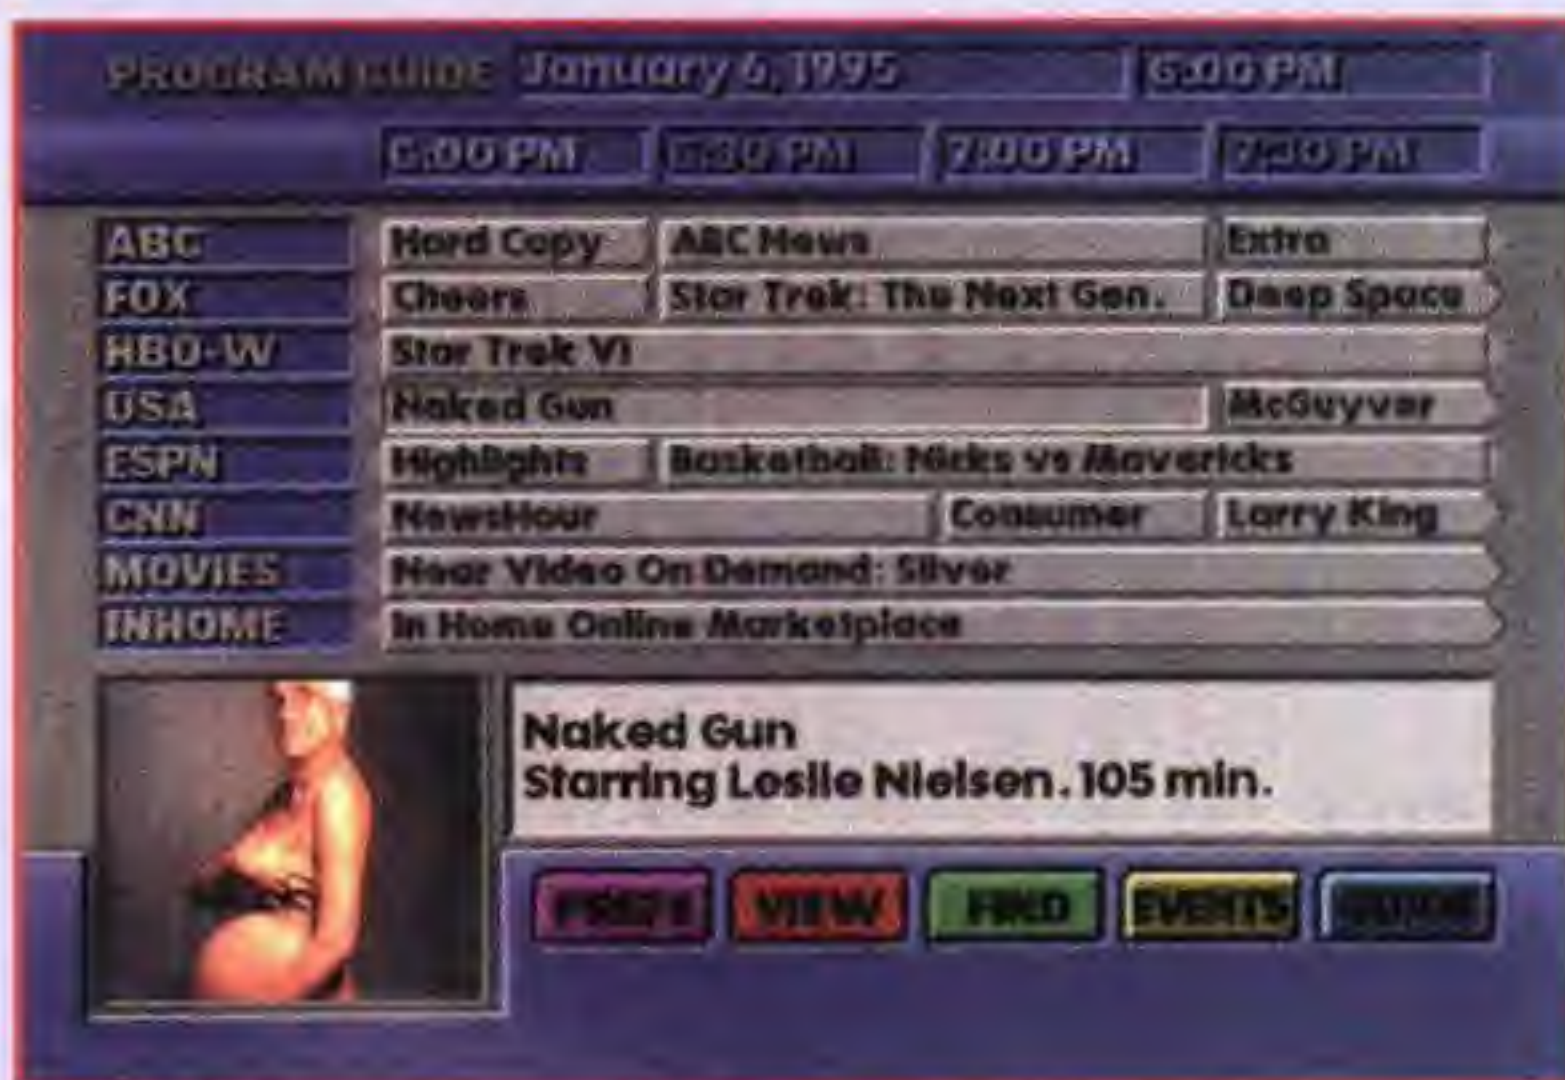 PROGRAM GUIDE January 6, 1995 6:00 PM
6:00 PM 6:30 PM 7:00 PM 7:30 PM
ABC Hard Copy ABC News Extra
FOX Cheers Star Trek: The Next Gen. Deep Space
HBO-W Star Trek VI
USA Naked Gun McGuyver
ESPN Highlights Basketball: Nicks vs Mavericks
CNN NewsHour Consumer Larry King
MOVIES Near Video On Demand: Silver
INHOME In Home Online Marketplace
Naked Gun
Starring Leslie Nielsen. 105 min.
VIEW FIND EVENTS